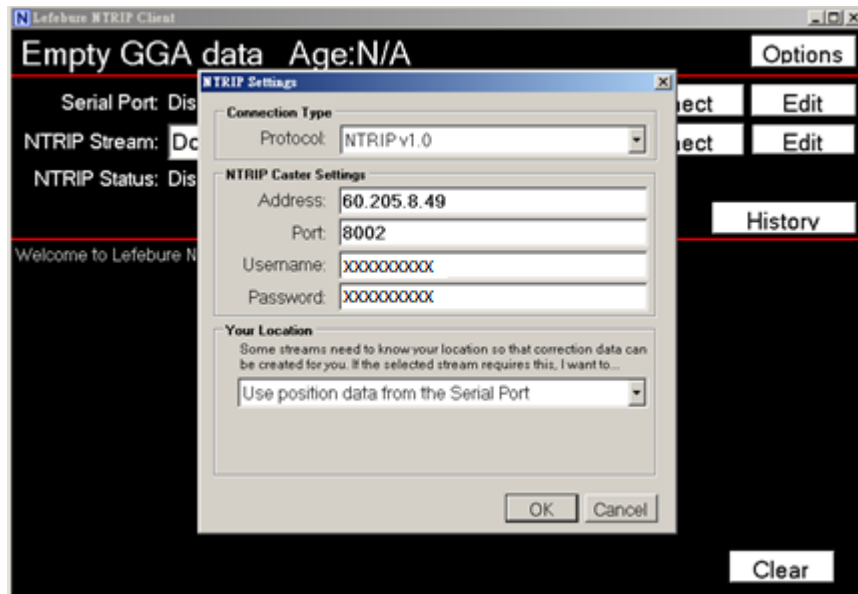 Lefebure NTRIP Client
Empty GGA data Age:N/A
Options
NTRIP Settings
Serial Port: Dis
ect
Edit
Connection Type
Protocol: NTRIP v1.0
NTRIP Stream: Do
ect
Edit
NTRIP Status: Dis
NTRIP Caster Settings
Address: 60.205.8.49
Port: 8002
History
Welcome to Lefebure N
Username: XXXXXXXXX
Password: XXXXXXXXX
Your Location
Some streams need to know your location so that correction data can
be created for you. If the selected stream requires this, I want to...
Use position data from the Serial Port
OK
Cancel
Clear